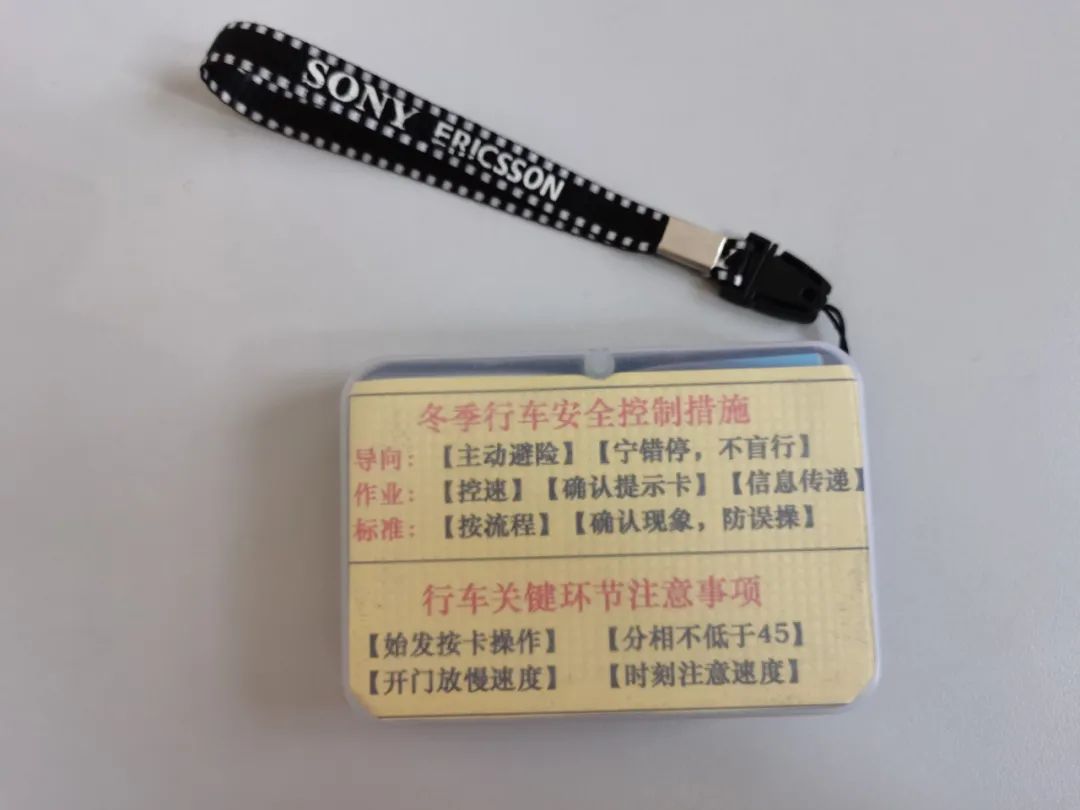 SONY ERICSSON
冬季行车安全控制措施
导向：【主动避险】【宁错停，不盲行】
作业：【控速】【确认提示卡】【信息传递】
标准：【按流程】【确认现象，防误操】
行车关键环节注意事项
【始发按卡操作】 【分相不低于45】
【开门放慢速度】 【时刻注意速度】